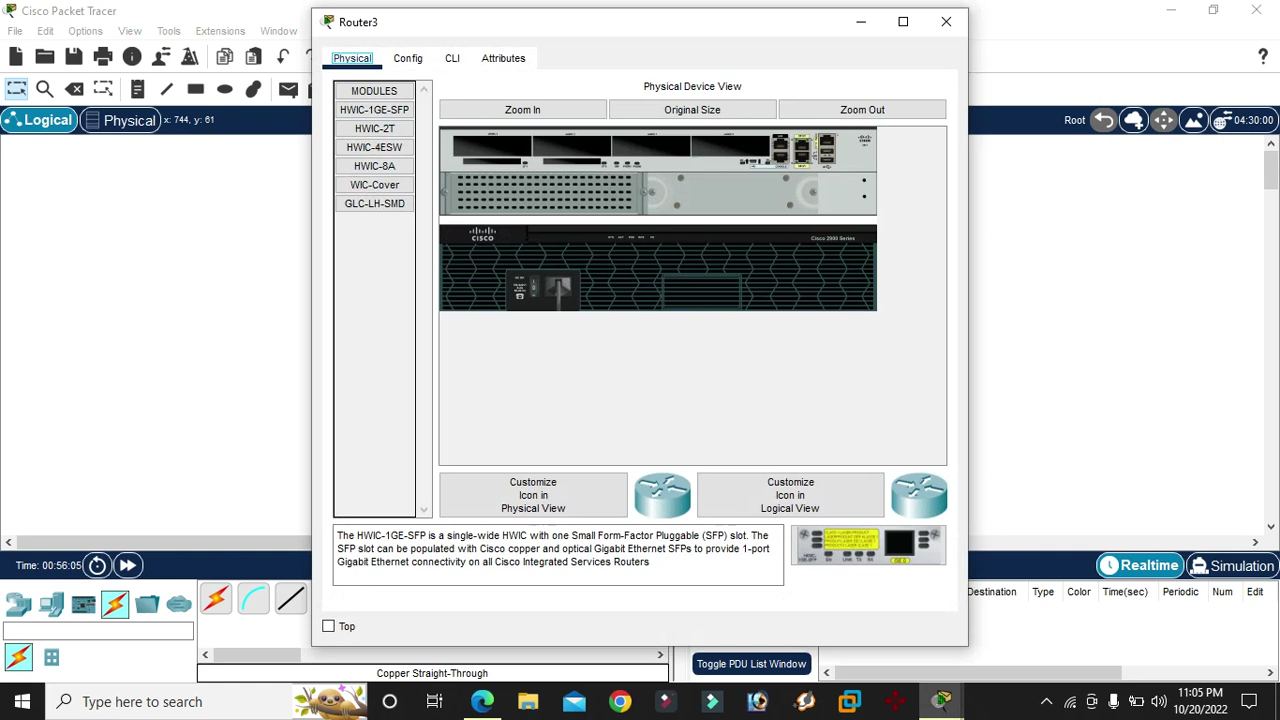 Cisco Packet Tracer
File Edit Options View Tools Extensions Window
Logical Physical x: 744, y: 61
Router3
Physical Config CLI Attributes
MODULES
HWIC-1GE-SFP
HWIC-2T
HWIC-4ESW
HWIC-8A
WIC-Cover
GLC-LH-SMD
Physical Device View
Zoom In Original Size Zoom Out
CISCO
Cisco 2900 Series
Customize
Icon in
Physical View
Customize
Icon in
Logical View
The HWIC-1GE-SFP is a single-wide HWIC with one Small Form-Factor Pluggable (SFP) slot. The
SFP slot can be populated with Cisco copper and optical Gigabit Ethernet SFPs to provide 1-port
Gigabit Ethernet connectivity on all Cisco Integrated Services Routers
Top
Root 04:30:00
Time: 00:56:05
Realtime Simulation
Destination Type Color Time(sec) Periodic Num Edit
Copper Straight-Through
Toggle PDU List Window
Type here to search
11:05 PM
10/20/2022